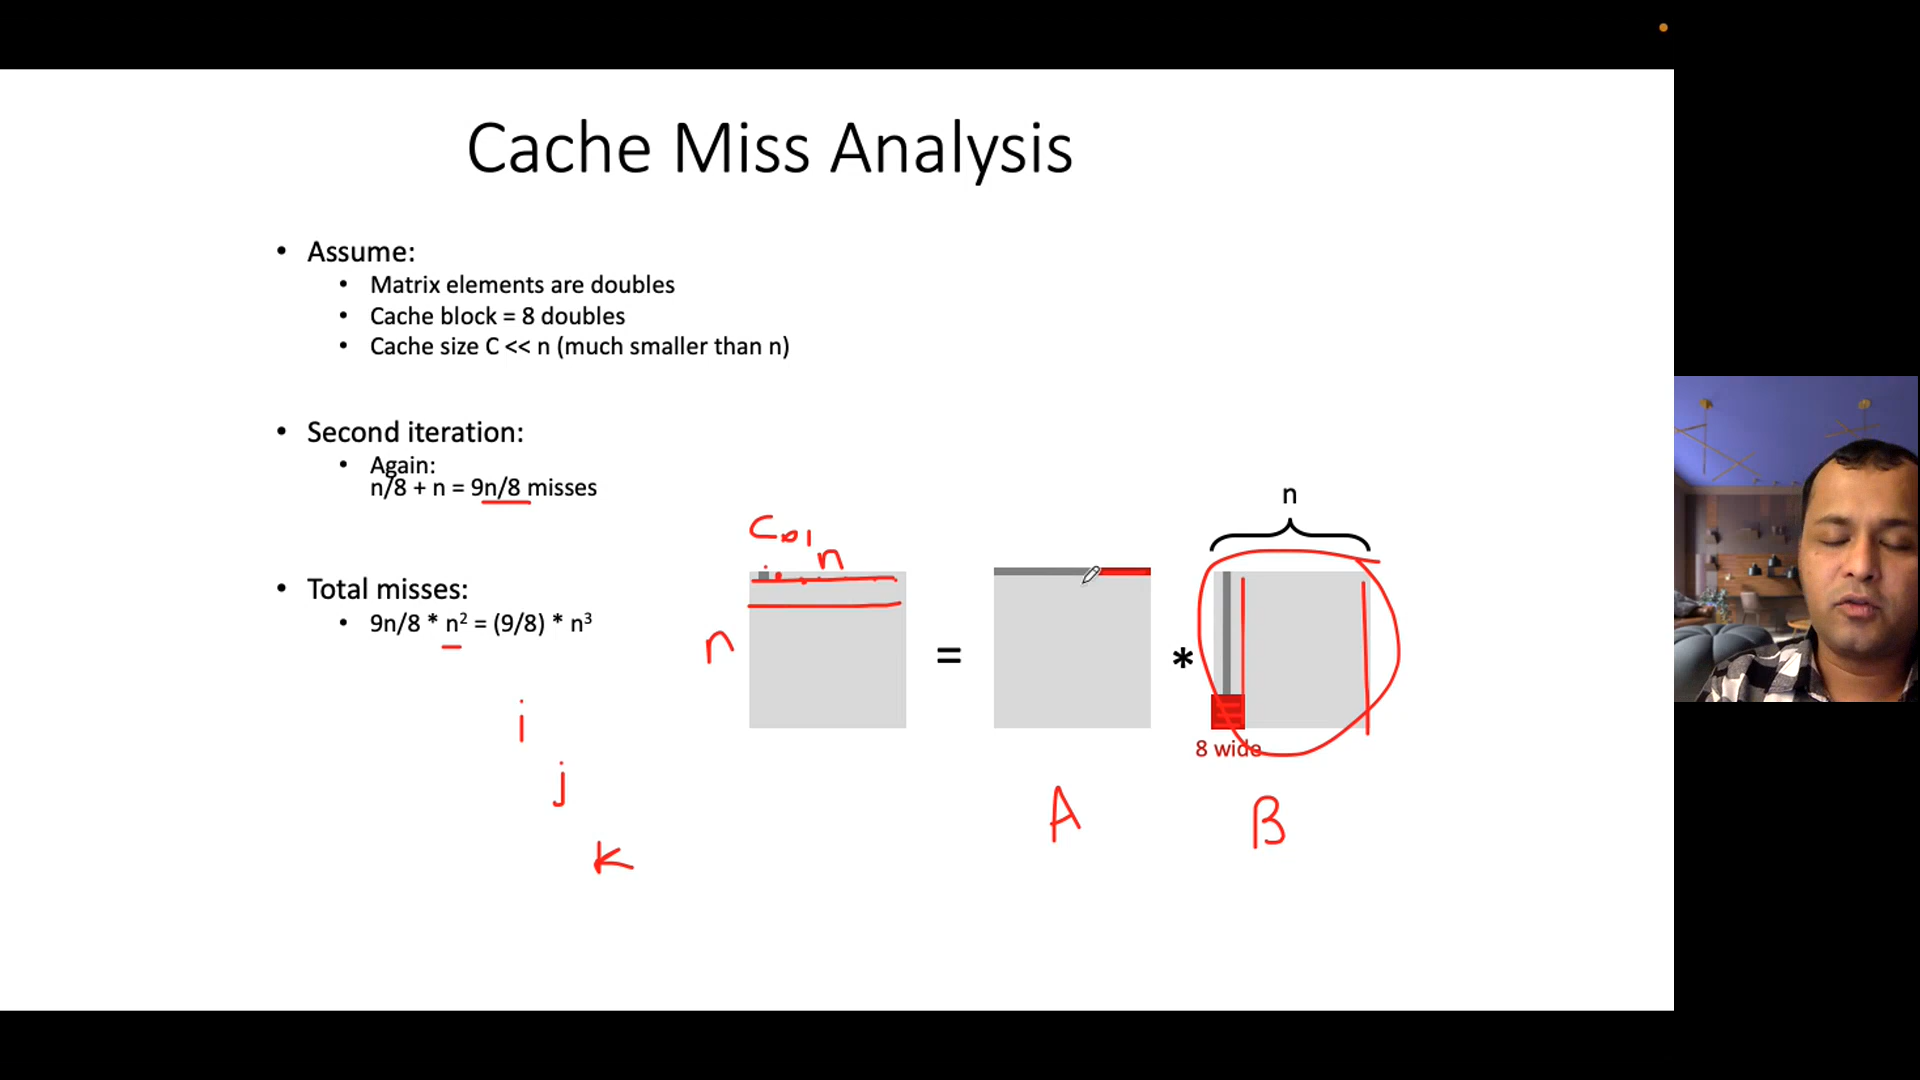 Cache Miss Analysis
• Assume:
• Matrix elements are doubles
• Cache block = 8 doubles
• Cache size C << n (much smaller than n)
• Second iteration:
• Again:
n/8 + n = 9n/8 misses
• Total misses:
• 9n/8 * n² = (9/8) * n³
n
n
n
=
*
8 wide
i
j
k
A
B